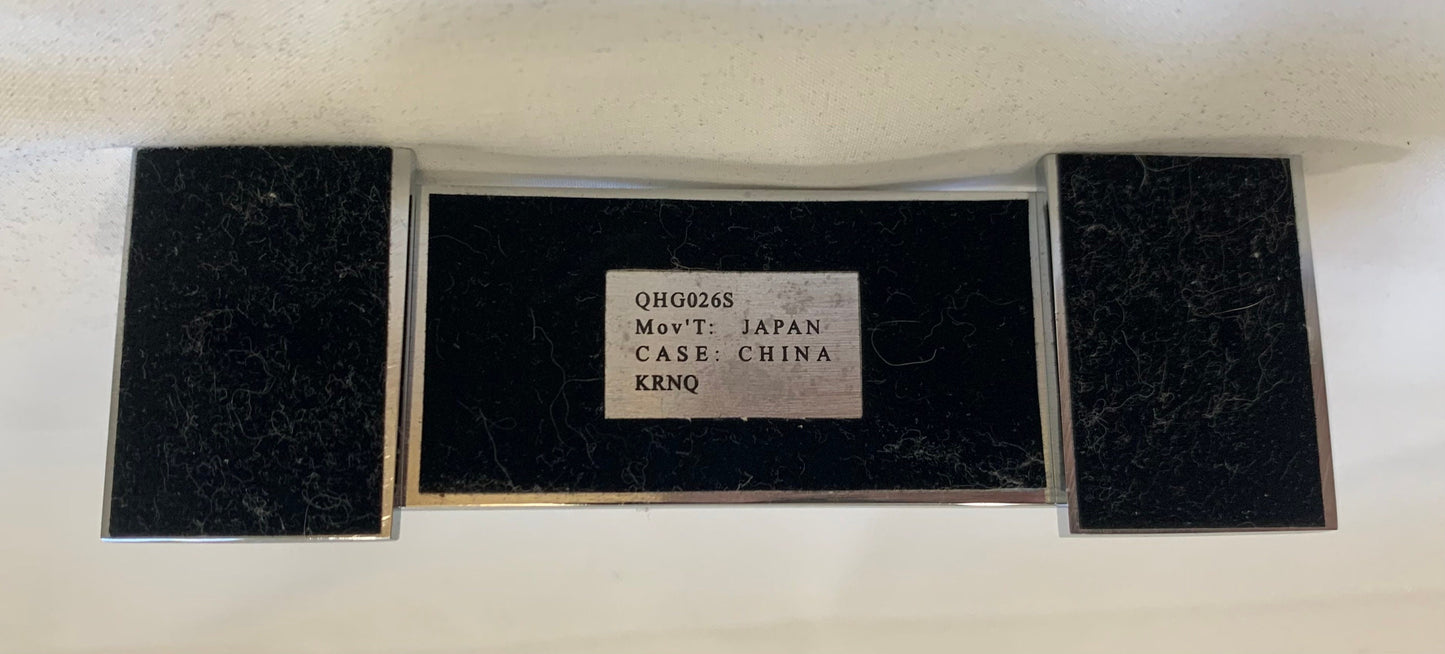 QHG026S
Mov'T: JAPAN
CASE: CHINA
KRNQ